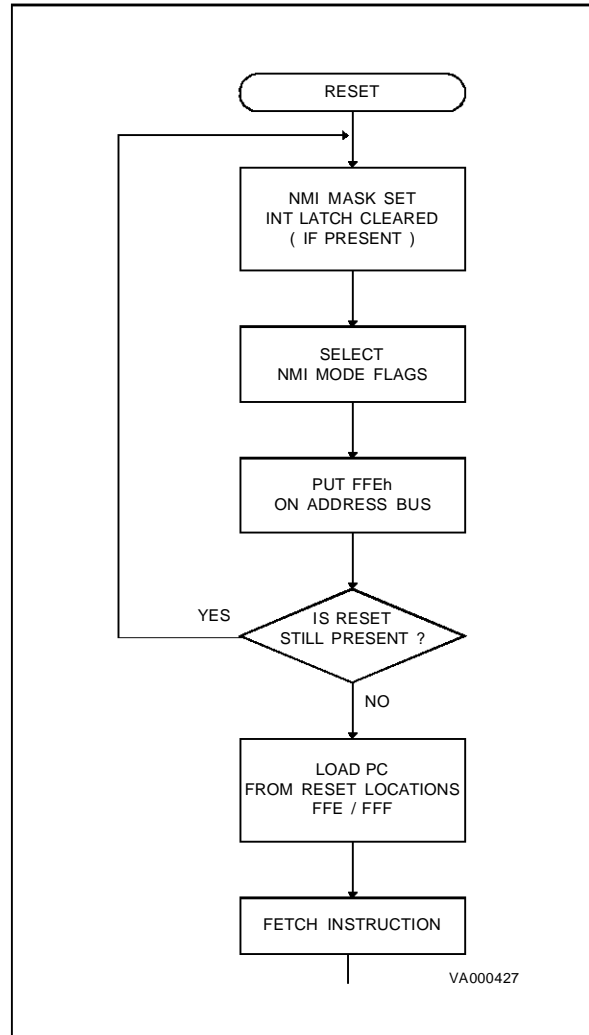 RESET
NMI MASK SET
INT LATCH CLEARED
( IF PRESENT )
SELECT
NMI MODE FLAGS
PUT FFEh
ON ADDRESS BUS
YES
IS RESET
STILL PRESENT ?
NO
LOAD PC
FROM RESET LOCATIONS
FFE / FFF
FETCH INSTRUCTION
VA000427